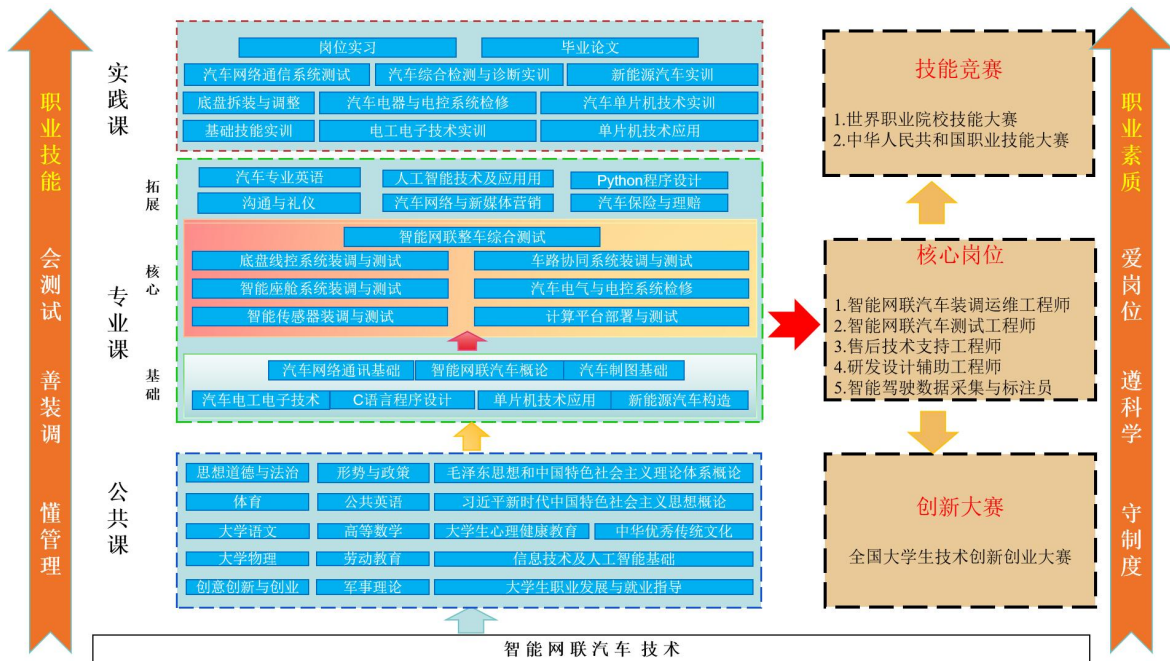 职业技能
会测试
善装调
懂管理
实践课
岗位实习
毕业论文
汽车网络通信系统测试
汽车综合检测与诊断实训
新能源汽车实训
底盘拆装与调整
汽车电器与电控系统检修
汽车单片机技术实训
基础技能实训
电工电子技术实训
单片机技术应用
专业课
拓展
汽车专业英语
人工智能技术及应用用
Python程序设计
沟通与礼仪
汽车网络与新媒体营销
汽车保险与理赔
核心
智能网联整车综合测试
底盘线控系统装调与测试
车路协同系统装调与测试
智能座舱系统装调与测试
汽车电气与电控系统检修
智能传感器装调与测试
计算平台部署与测试
基础
汽车网络通讯基础
智能网联汽车概论
汽车制图基础
汽车电工电子技术
C语言程序设计
单片机技术应用
新能源汽车构造
公共课
思想道德与法治
形势与政策
毛泽东思想和中国特色社会主义理论体系概论
体育
公共英语
习近平新时代中国特色社会主义思想概论
大学语文
高等数学
大学生心理健康教育
中华优秀传统文化
大学物理
劳动教育
信息技术及人工智能基础
创意创新与创业
军事理论
大学生职业发展与就业指导
智能网联汽车 技术
技能竞赛
1.世界职业院校技能大赛
2.中华人民共和国职业技能大赛
核心岗位
1.智能网联汽车装调运维工程师
2.智能网联汽车测试工程师
3.售后技术支持工程师
4.研发设计辅助工程师
5.智能驾驶数据采集与标注员
创新大赛
全国大学生技术创新创业大赛
职业素质
爱岗位
遵科学
守制度